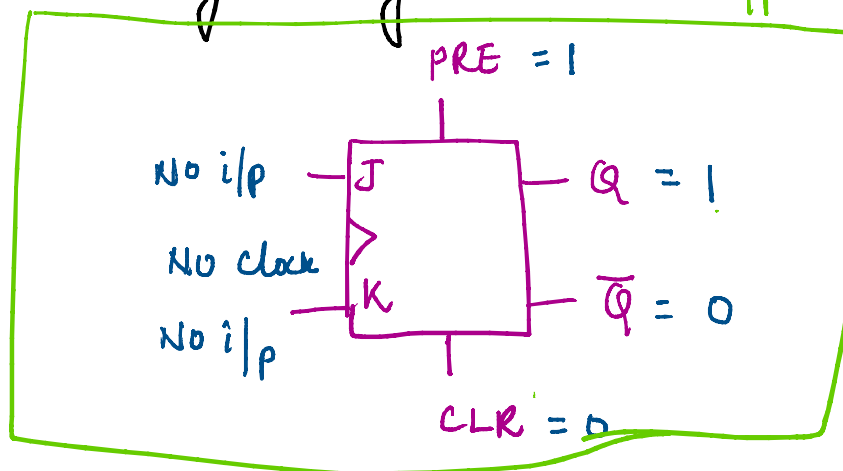 PRE = 1
No i/p J Q = 1
No clock
K Q̅ = 0
No i/p
CLR = 0